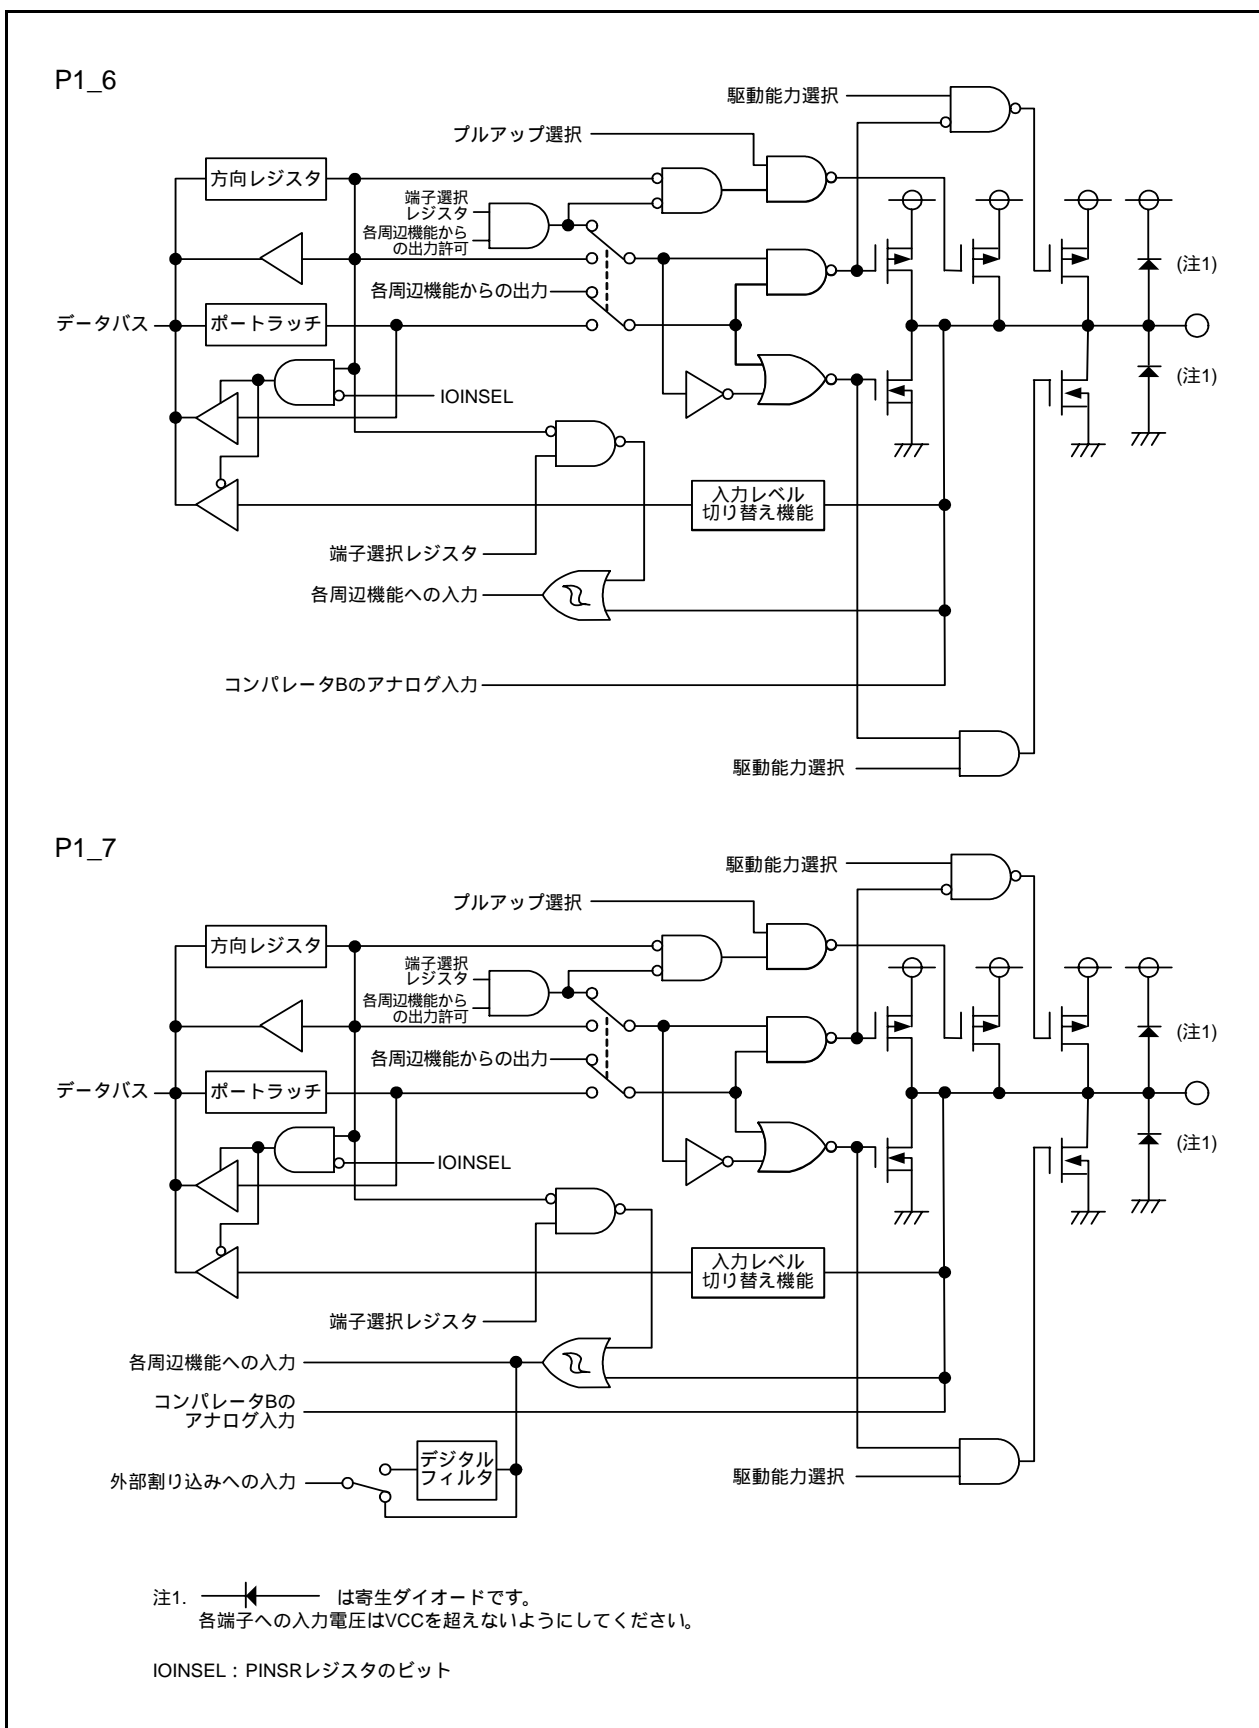 P1_6
駆動能力選択
プルアップ選択
方向レジスタ
端子選択
レジスタ
各周辺機能から
の出力許可
(注1)
各周辺機能からの出力
データバス
ポートラッチ
(注1)
IOINSEL
入力レベル
切り替え機能
端子選択レジスタ
各周辺機能への入力
コンパレータBのアナログ入力
駆動能力選択
P1_7
駆動能力選択
プルアップ選択
方向レジスタ
端子選択
レジスタ
各周辺機能から
の出力許可
(注1)
各周辺機能からの出力
データバス
ポートラッチ
(注1)
IOINSEL
入力レベル
切り替え機能
端子選択レジスタ
各周辺機能への入力
コンパレータBの
アナログ入力
デジタル
フィルタ
外部割り込みへの入力
駆動能力選択
注1. は寄生ダイオードです。
各端子への入力電圧はVCCを超えないようにしてください。
IOINSEL：PINSRレジスタのビット